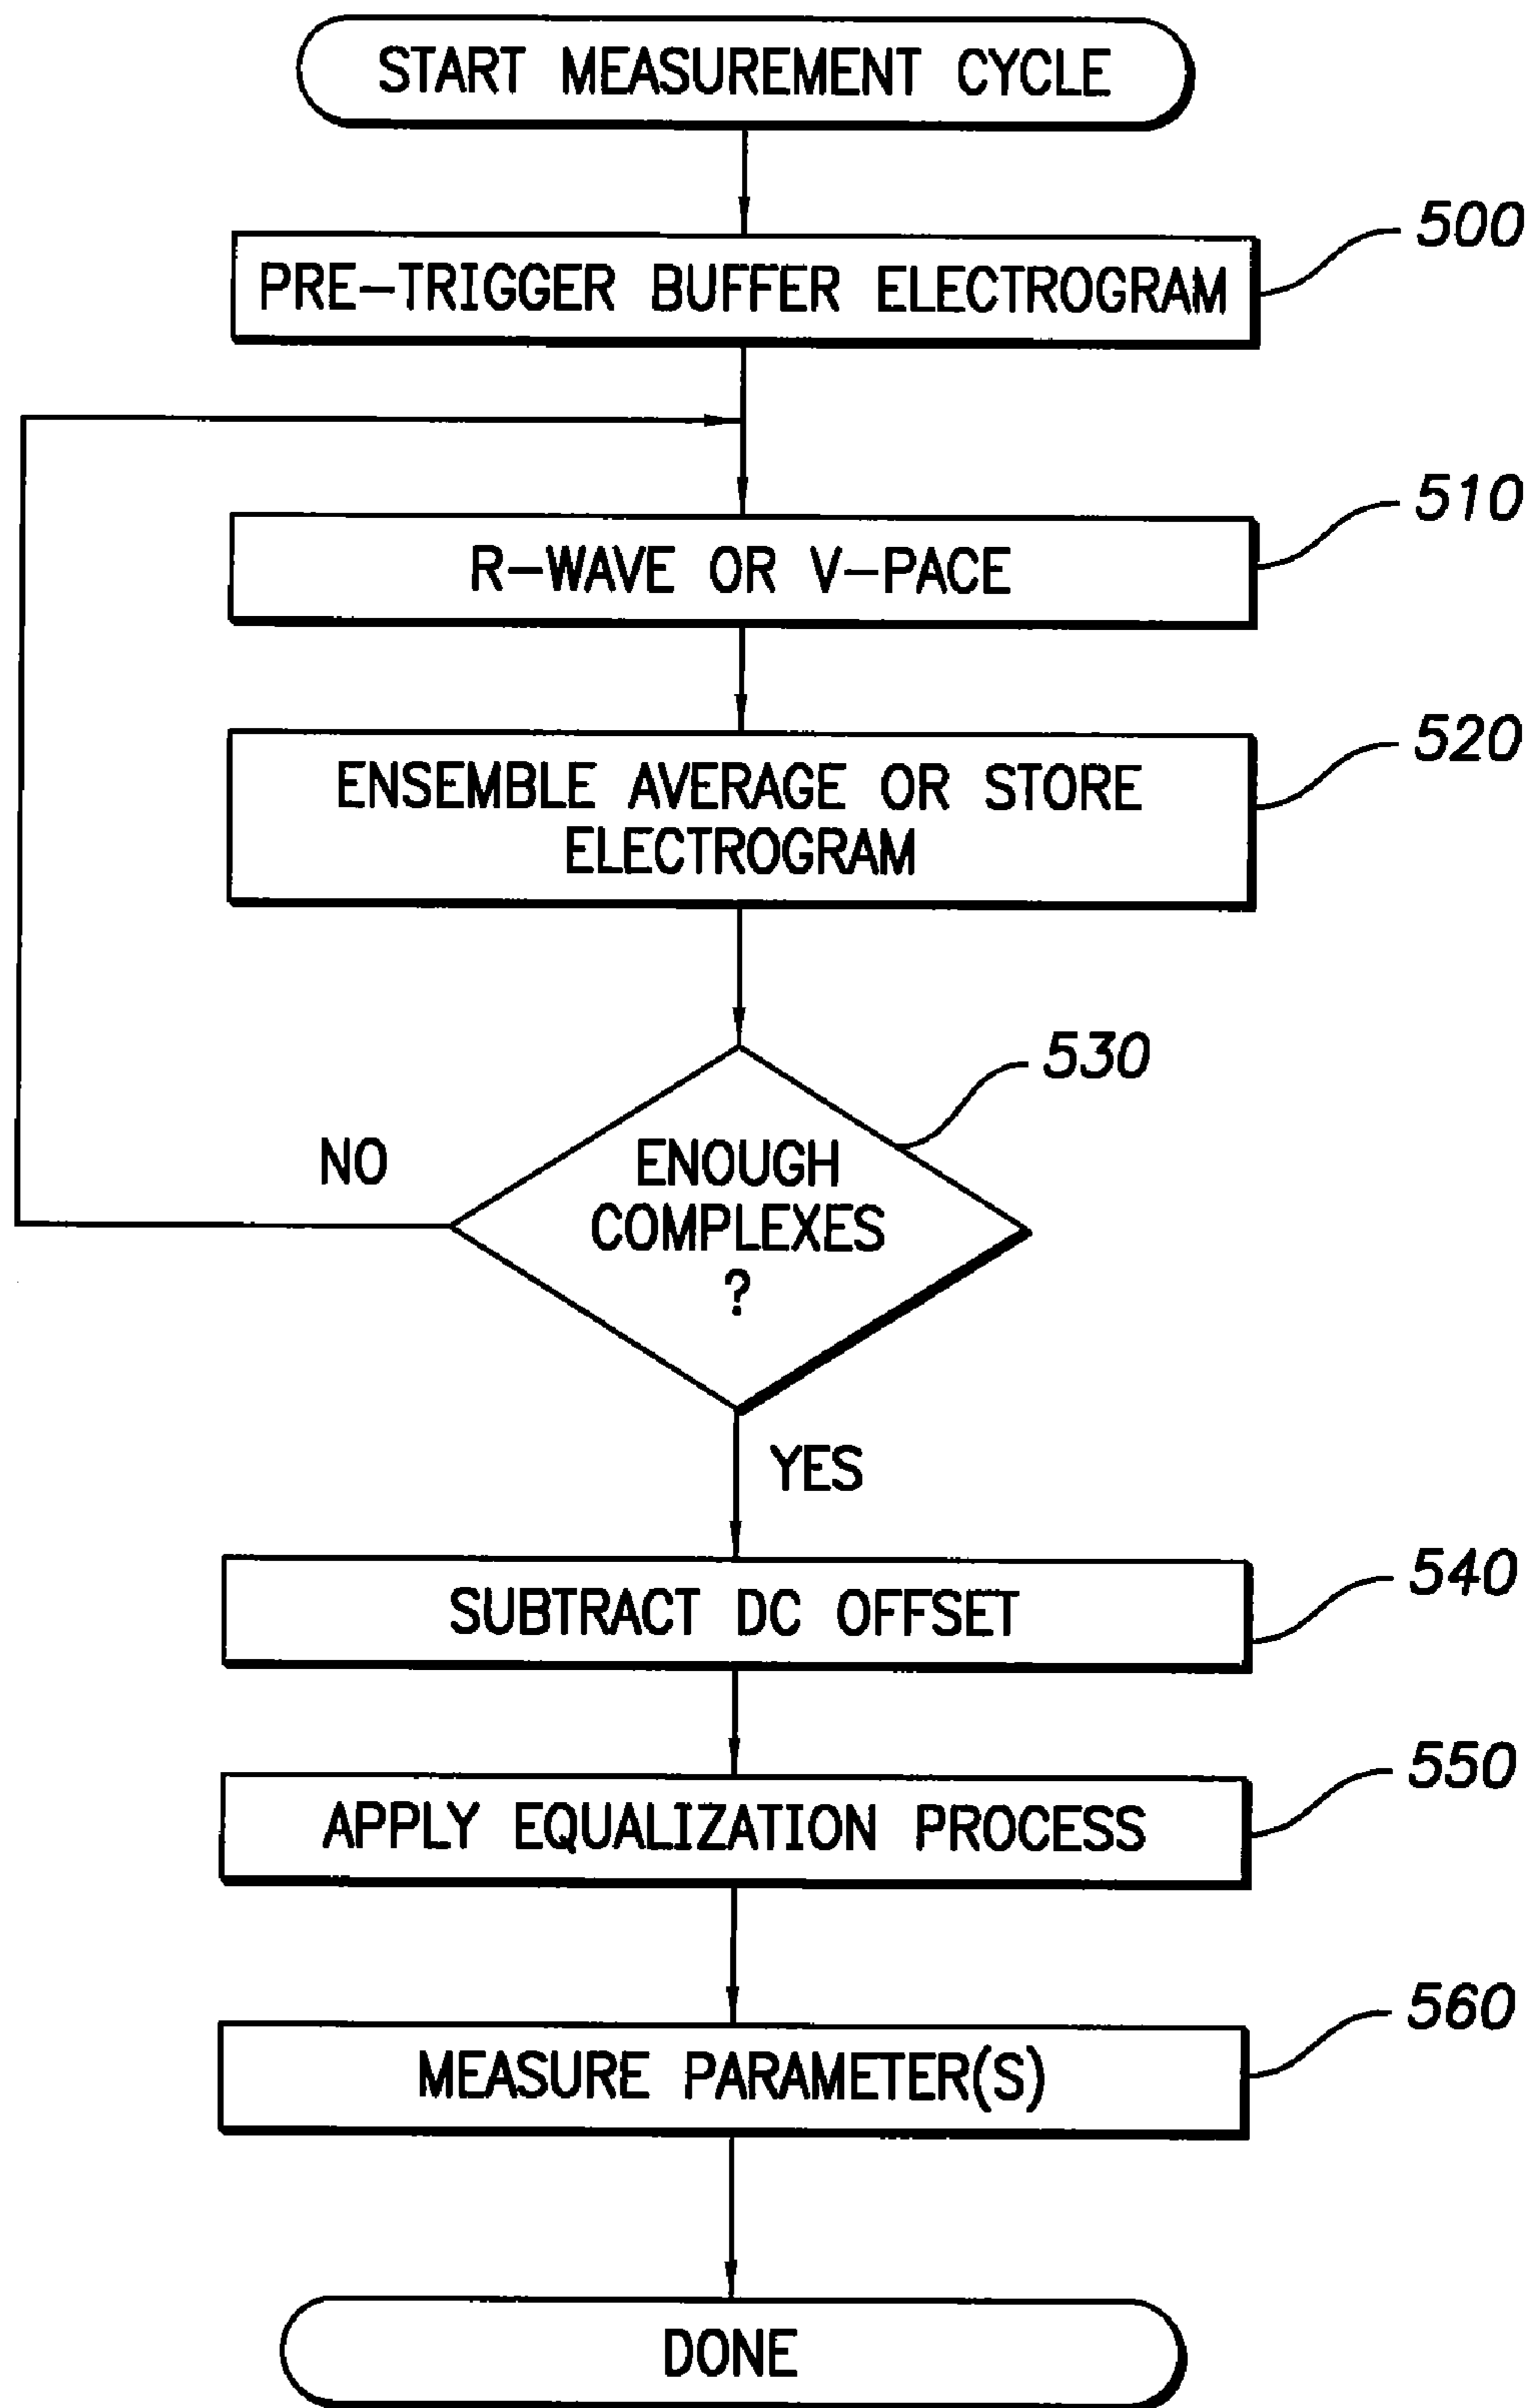 START MEASUREMENT CYCLE
500
PRE-TRIGGER BUFFER ELECTROGRAM
510
R-WAVE OR V-PACE
520
ENSEMBLE AVERAGE OR STORE
ELECTROGRAM
530
NO
ENOUGH
COMPLEXES
?
YES
540
SUBTRACT DC OFFSET
550
APPLY EQUALIZATION PROCESS
560
MEASURE PARAMETER(S)
DONE